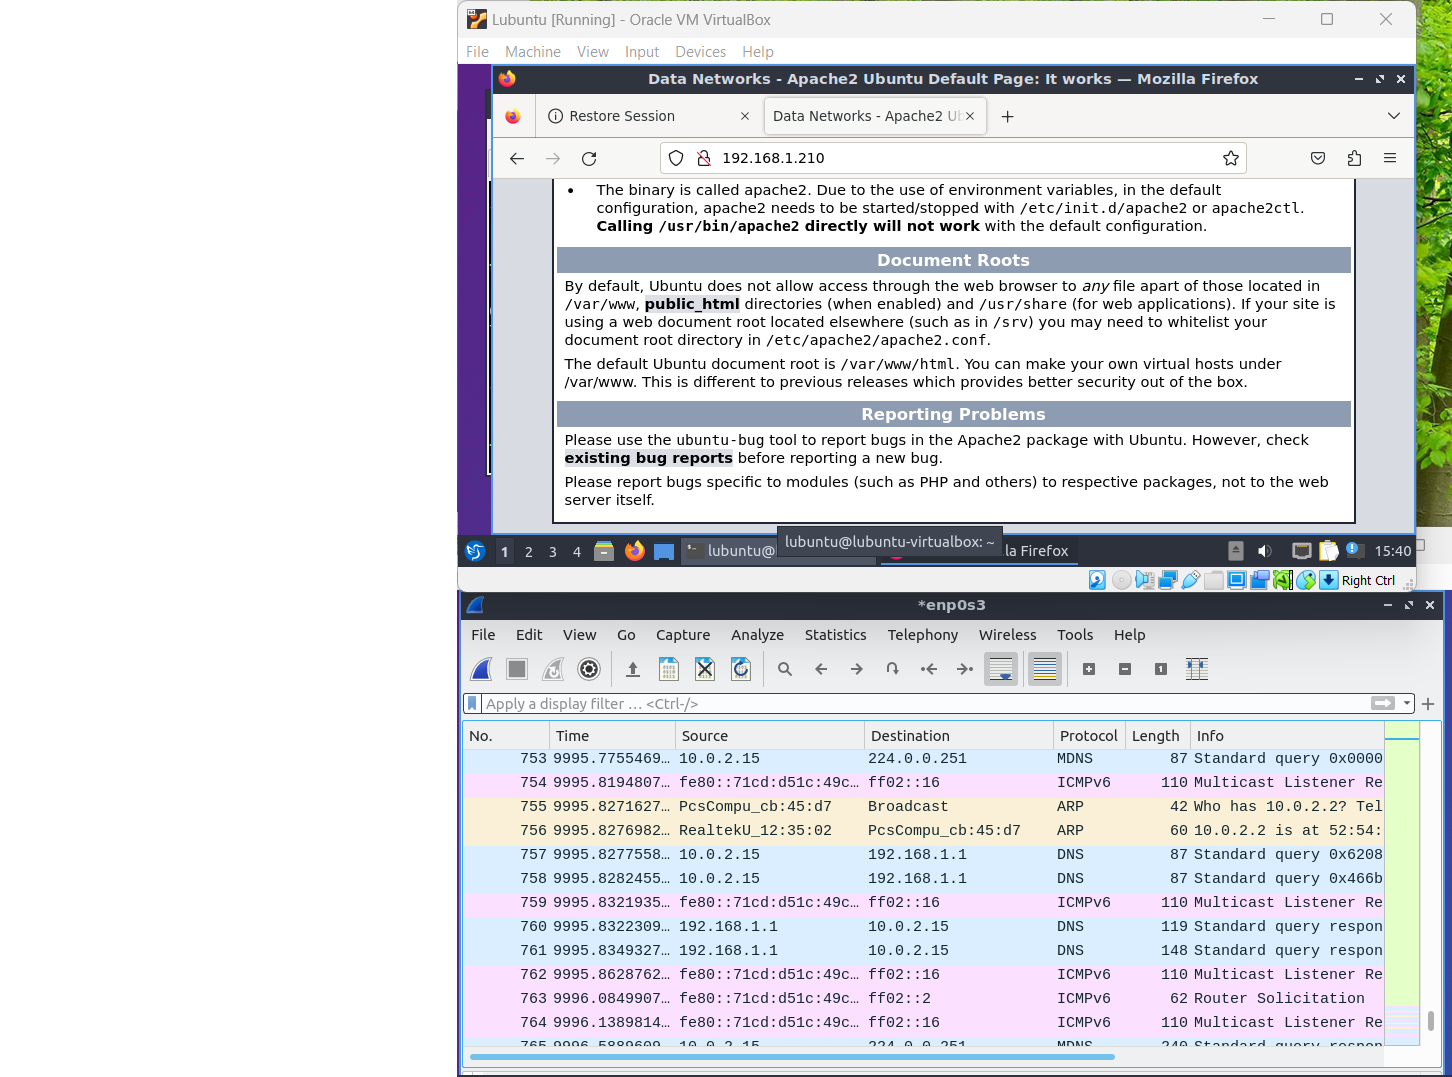 Lubuntu [Running] - Oracle VM VirtualBox
File Machine View Input Devices Help
Data Networks - Apache2 Ubuntu Default Page: It works — Mozilla Firefox
Restore Session
Data Networks - Apache2 Ub
192.168.1.210
• The binary is called apache2. Due to the use of environment variables, in the default
configuration, apache2 needs to be started/stopped with /etc/init.d/apache2 or apache2ctl.
Calling /usr/bin/apache2 directly will not work with the default configuration.
Document Roots
By default, Ubuntu does not allow access through the web browser to any file apart of those located in
/var/www, public_html directories (when enabled) and /usr/share (for web applications). If your site is
using a web document root located elsewhere (such as in /srv) you may need to whitelist your
document root directory in /etc/apache2/apache2.conf.
The default Ubuntu document root is /var/www/html. You can make your own virtual hosts under
/var/www. This is different to previous releases which provides better security out of the box.
Reporting Problems
Please use the ubuntu-bug tool to report bugs in the Apache2 package with Ubuntu. However, check
existing bug reports before reporting a new bug.
Please report bugs specific to modules (such as PHP and others) to respective packages, not to the web
server itself.
lubuntu@lubuntu-virtualbox: ~
1 2 3 4 lubuntu@ la Firefox 15:40
Right Ctrl
*enp0s3
File Edit View Go Capture Analyze Statistics Telephony Wireless Tools Help
Apply a display filter … <Ctrl-/>
No. Time Source Destination Protocol Length Info
753 9995.7755469… 10.0.2.15 224.0.0.251 MDNS 87 Standard query 0x0000
754 9995.8194807… fe80::71cd:d51c:49c… ff02::16 ICMPv6 110 Multicast Listener Re
755 9995.8271627… PcsCompu_cb:45:d7 Broadcast ARP 42 Who has 10.0.2.2? Tel
756 9995.8276982… RealtekU_12:35:02 PcsCompu_cb:45:d7 ARP 60 10.0.2.2 is at 52:54:
757 9995.8277558… 10.0.2.15 192.168.1.1 DNS 87 Standard query 0x6208
758 9995.8282455… 10.0.2.15 192.168.1.1 DNS 87 Standard query 0x466b
759 9995.8321935… fe80::71cd:d51c:49c… ff02::16 ICMPv6 110 Multicast Listener Re
760 9995.8322309… 192.168.1.1 10.0.2.15 DNS 119 Standard query respon
761 9995.8349327… 192.168.1.1 10.0.2.15 DNS 148 Standard query respon
762 9995.8628762… fe80::71cd:d51c:49c… ff02::16 ICMPv6 110 Multicast Listener Re
763 9996.0849907… fe80::71cd:d51c:49c… ff02::2 ICMPv6 62 Router Solicitation
764 9996.1389814… fe80::71cd:d51c:49c… ff02::16 ICMPv6 110 Multicast Listener Re
765 9996.5889609… 10.0.2.15 224.0.0.251 MDNS 240 Standard query respon